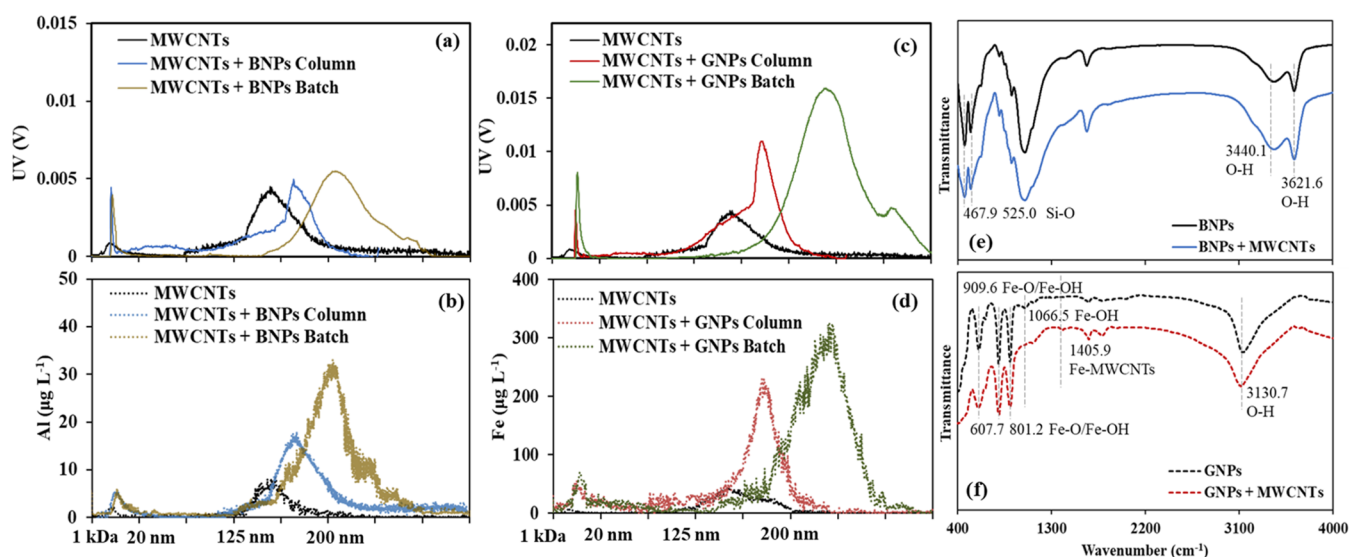 0.015
0.01
0.005
0
UV (V)
MWCNTs
MWCNTs + BNPs Column
MWCNTs + BNPs Batch
(a)
50
40
30
20
10
0
Al (µg L⁻¹)
MWCNTs
MWCNTs + BNPs Column
MWCNTs + BNPs Batch
(b)
1 kDa 20 nm 125 nm 200 nm
0.02
0.015
0.01
0.005
0
UV (V)
MWCNTs
MWCNTs + GNPs Column
MWCNTs + GNPs Batch
(c)
400
300
200
100
0
Fe (µg L⁻¹)
MWCNTs
MWCNTs + GNPs Column
MWCNTs + GNPs Batch
(d)
1 kDa 20 nm 125 nm 200 nm
Transmittance
3440.1
O-H
3621.6
O-H
467.9 525.0 Si-O
BNPs
BNPs + MWCNTs
(e)
Transmittance
909.6 Fe-O/Fe-OH
1066.5 Fe-OH
1405.9
Fe-MWCNTs
3130.7
O-H
607.7 801.2 Fe-O/Fe-OH
GNPs
GNPs + MWCNTs
(f)
400 1300 2200 3100 4000
Wavenumber (cm⁻¹)